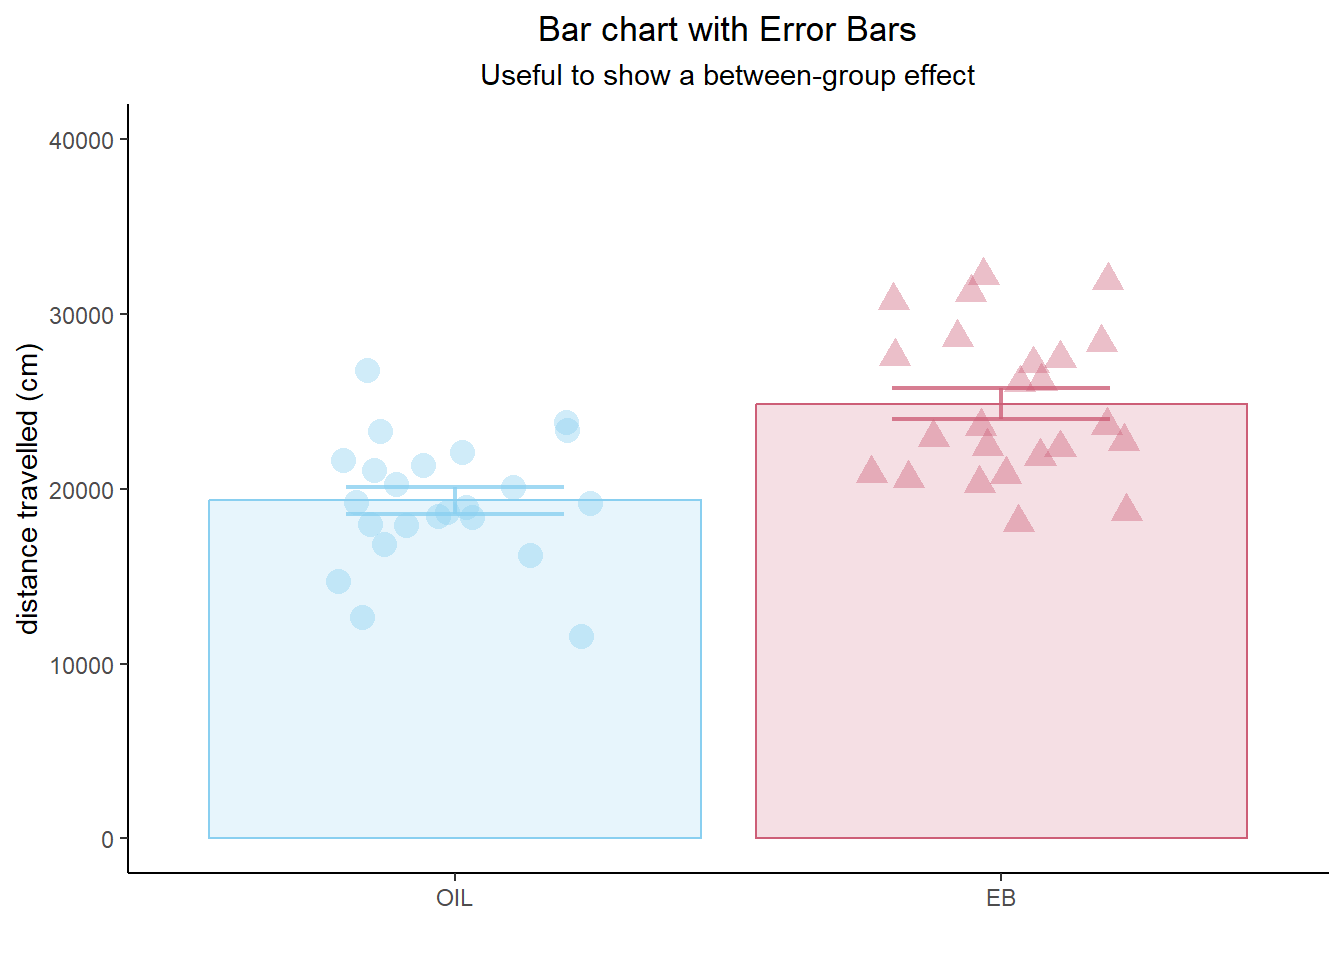 Bar chart with Error Bars
Useful to show a between-group effect
distance travelled (cm)
40000
30000
20000
10000
0
OIL
EB